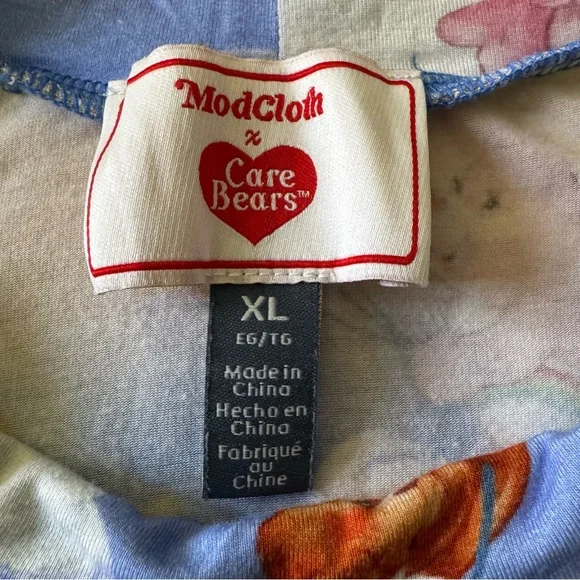 ModCloth
x
Care
Bears™
XL
EG/TG
Made in
China
Hecho en
China
Fabriqué
au
Chine